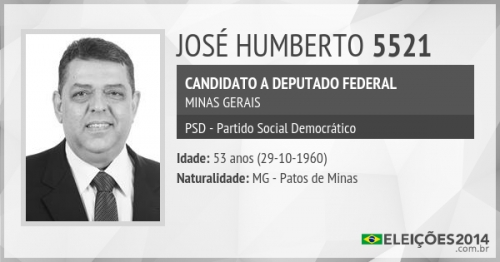 JOSÉ HUMBERTO 5521
CANDIDATO A DEPUTADO FEDERAL
MINAS GERAIS
PSD - Partido Social Democrático
Idade: 53 anos (29-10-1960)
Naturalidade: MG - Patos de Minas
ELEIÇÕES2014
.com.br